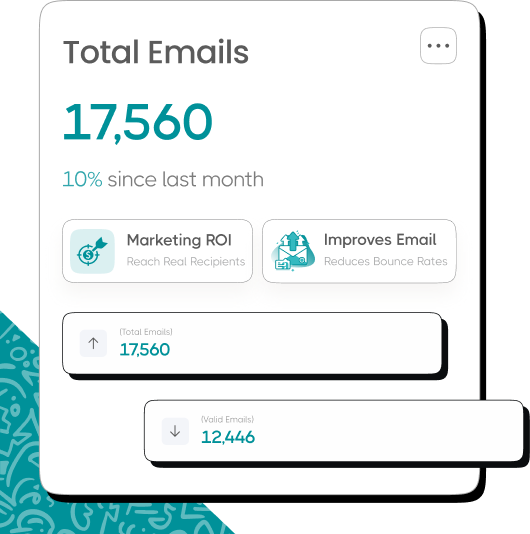 Total Emails
17,560
10% since last month
Marketing ROI
Reach Real Recipients
Improves Email
Reduces Bounce Rates
(Total Emails)
17,560
(Valid Emails)
12,446